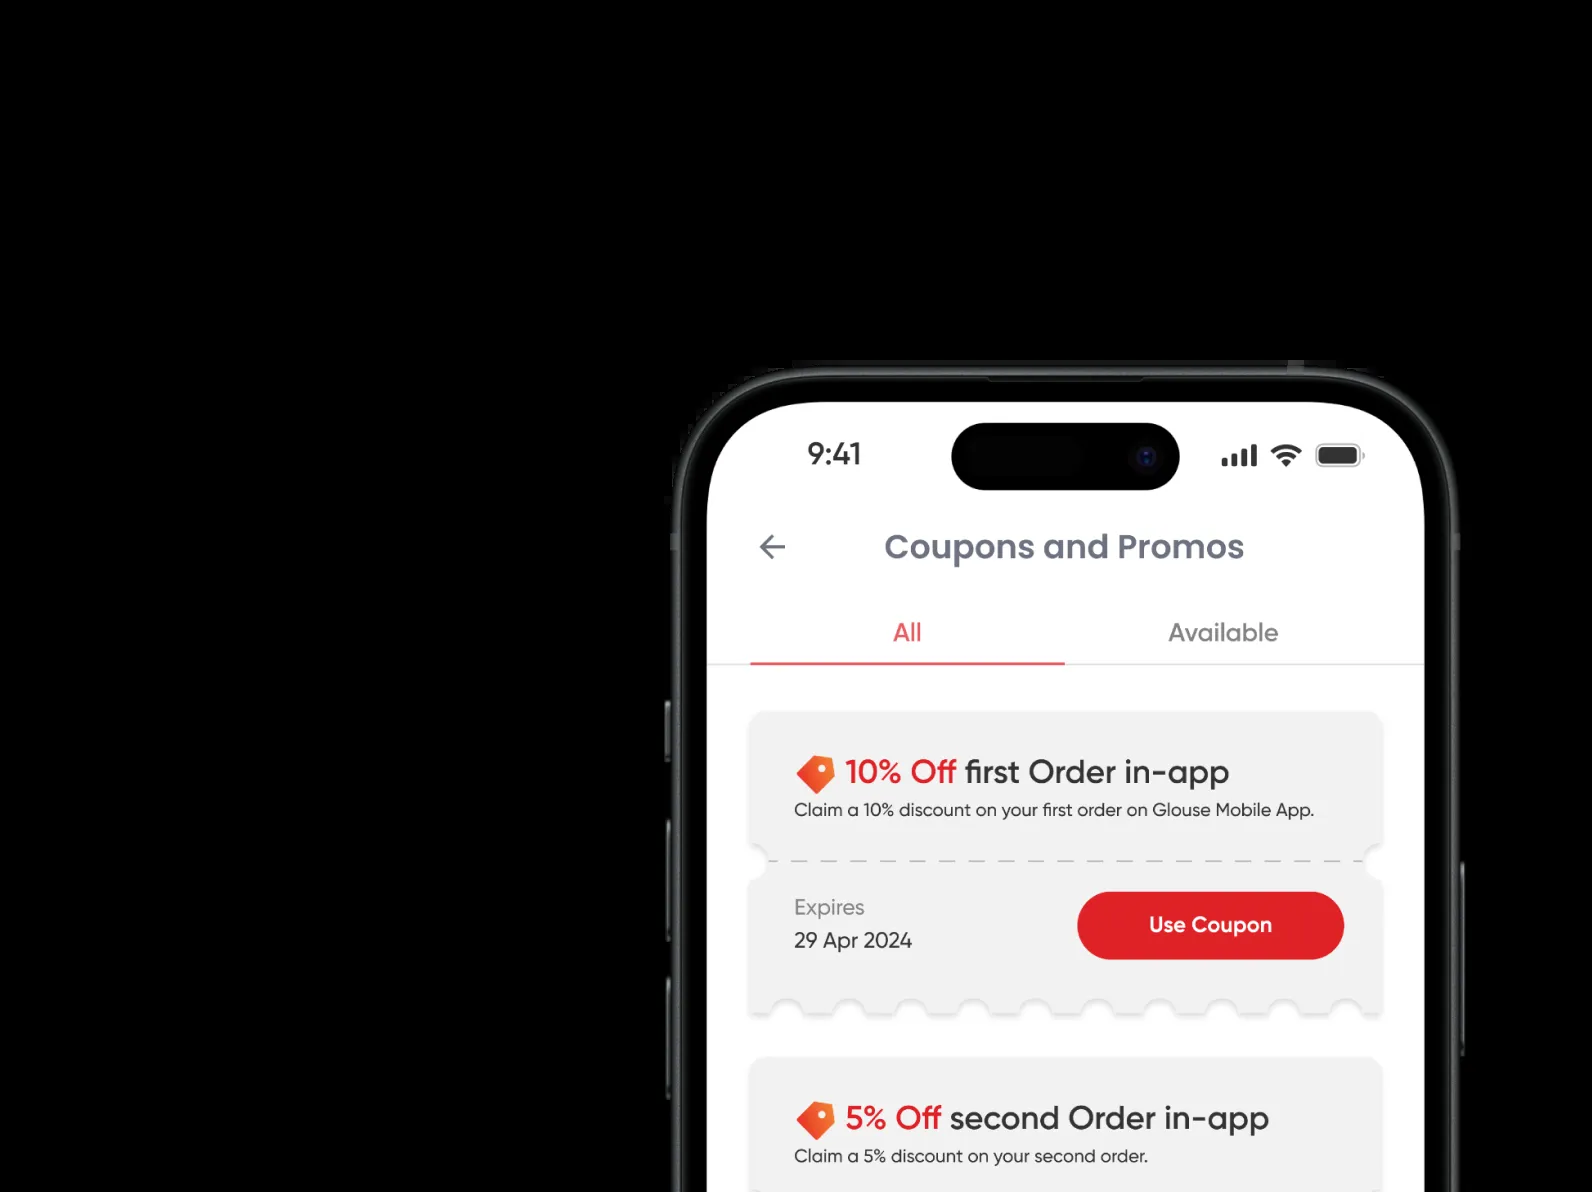 9:41
Coupons and Promos
All Available
10% Off first Order in-app
Claim a 10% discount on your first order on Glouse Mobile App.
Expires
29 Apr 2024
Use Coupon
5% Off second Order in-app
Claim a 5% discount on your second order.